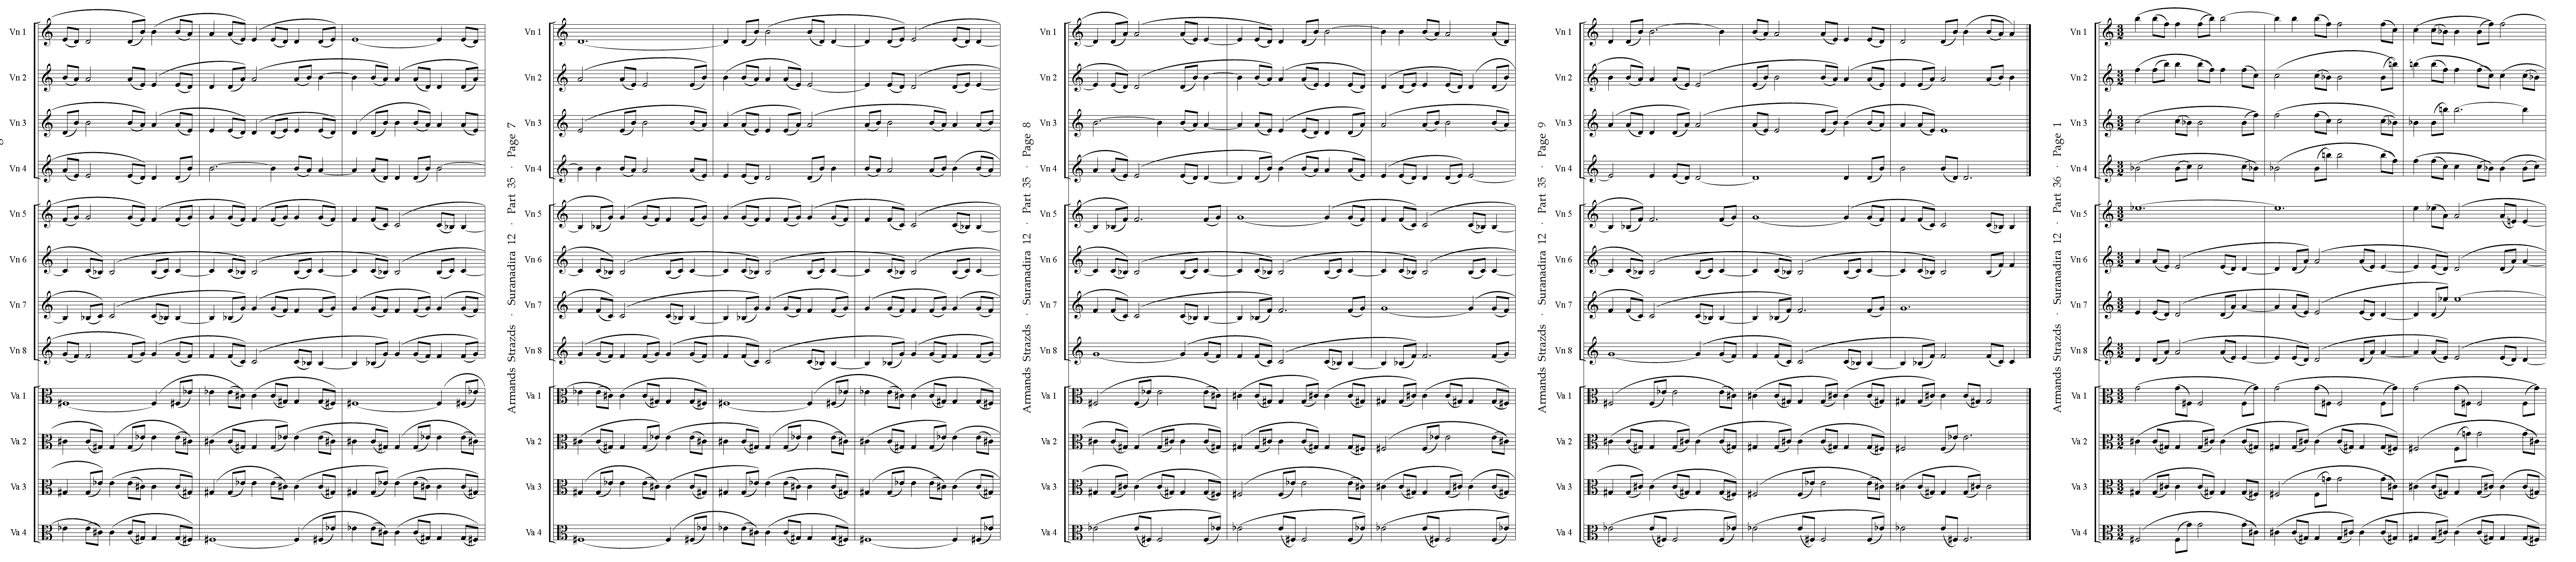 Vn 1
Vn 2
Vn 3
Vn 4
Vn 5
Vn 6
Vn 7
Vn 8
Va 1
Va 2
Va 3
Va 4
Armands Strazds · Suranadira 12 · Part 35 · Page 7
Vn 1
Vn 2
Vn 3
Vn 4
Vn 5
Vn 6
Vn 7
Vn 8
Va 1
Va 2
Va 3
Va 4
Armands Strazds · Suranadira 12 · Part 35 · Page 8
Vn 1
Vn 2
Vn 3
Vn 4
Vn 5
Vn 6
Vn 7
Vn 8
Va 1
Va 2
Va 3
Va 4
Armands Strazds · Suranadira 12 · Part 35 · Page 9
Vn 1
Vn 2
Vn 3
Vn 4
Vn 5
Vn 6
Vn 7
Vn 8
Va 1
Va 2
Va 3
Va 4
Armands Strazds · Suranadira 12 · Part 36 · Page 1
Vn 1
Vn 2
Vn 3
Vn 4
Vn 5
Vn 6
Vn 7
Vn 8
Va 1
Va 2
Va 3
Va 4